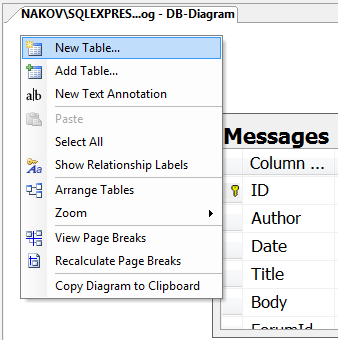 NAKOV\SQLEXPRES...og - DB-Diagram
New Table...
Add Table...
ab New Text Annotation
Paste
Select All
Aa Show Relationship Labels
Arrange Tables
Zoom
View Page Breaks
Recalculate Page Breaks
Copy Diagram to Clipboard
Messages
Column ...
ID
Author
Date
Title
Body
ForumId